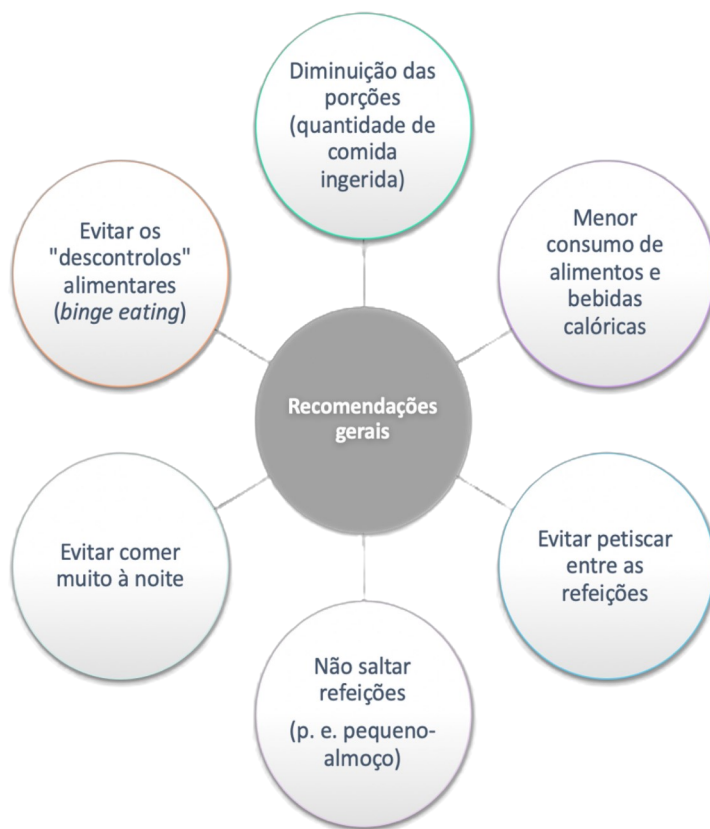 Diminuição das
porções
(quantidade de
comida
ingerida)
Menor
consumo de
alimentos e
bebidas
calóricas
Evitar petiscar
entre as
refeições
Não saltar
refeições
(p. e. pequeno-
almoço)
Evitar comer
muito à noite
Evitar os
"descontrolos"
alimentares
(binge eating)
Recomendações
gerais